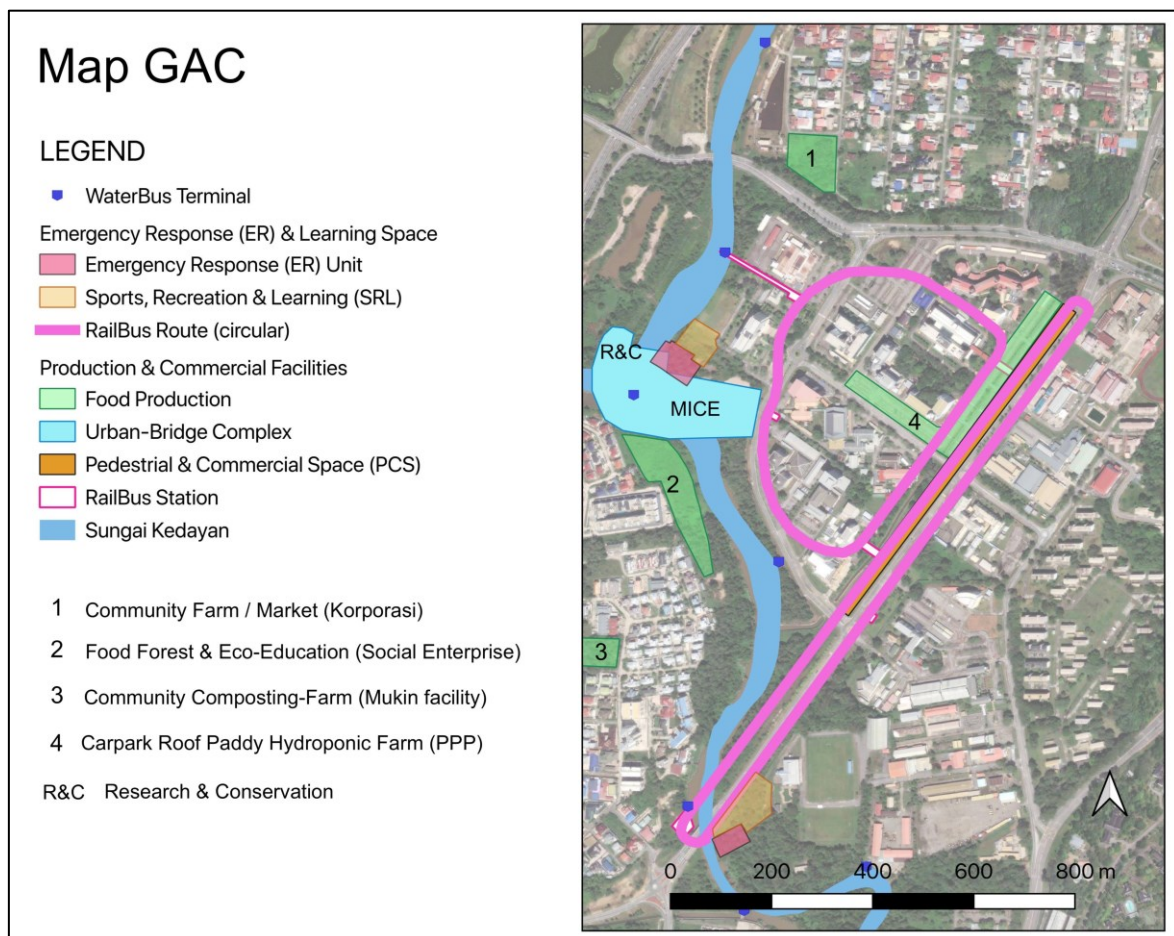 Map GAC
LEGEND
WaterBus Terminal
Emergency Response (ER) & Learning Space
Emergency Response (ER) Unit
Sports, Recreation & Learning (SRL)
RailBus Route (circular)
Production & Commercial Facilities
Food Production
Urban-Bridge Complex
Pedestrial & Commercial Space (PCS)
RailBus Station
Sungai Kedayan
1 Community Farm / Market (Korporasi)
2 Food Forest & Eco-Education (Social Enterprise)
3 Community Composting-Farm (Mukin facility)
4 Carpark Roof Paddy Hydroponic Farm (PPP)
R&C Research & Conservation
1
R&C
MICE
4
2
3
0 200 400 600 800 m